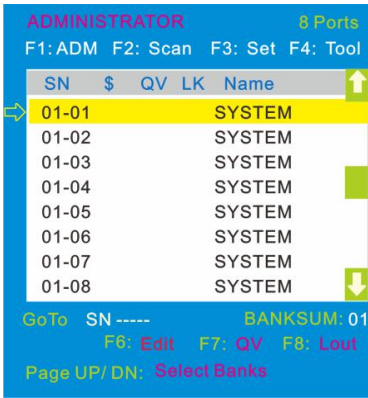 ADMINISTRATOR 8 Ports
F1: ADM F2: Scan F3: Set F4: Tool
SN $ QV LK Name
01-01 SYSTEM
01-02 SYSTEM
01-03 SYSTEM
01-04 SYSTEM
01-05 SYSTEM
01-06 SYSTEM
01-07 SYSTEM
01-08 SYSTEM
GoTo SN ----- BANKSUM: 01
F6: Edit F7: QV F8: Lout
Page UP/ DN: Select Banks